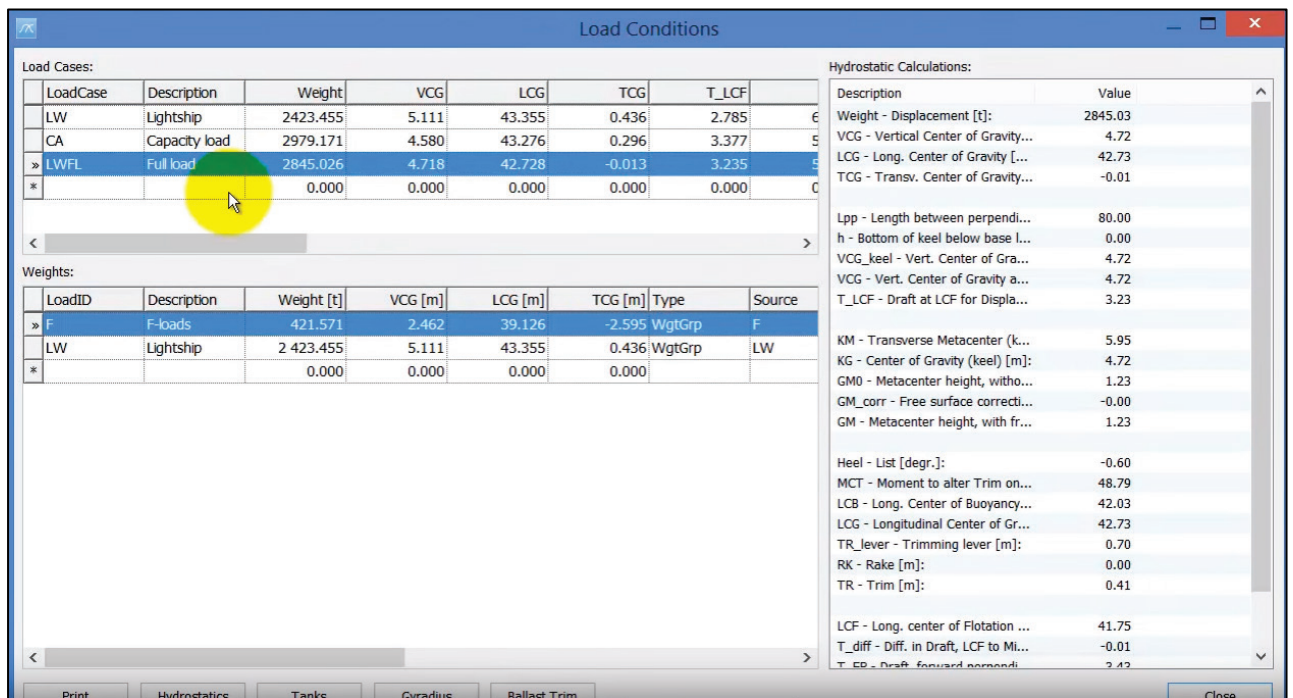 Load Conditions
Load Cases:
LoadCase Description Weight VCG LCG TCG T_LCF
LW Lightship 2423.455 5.111 43.355 0.436 2.785 6
CA Capacity load 2979.171 4.580 43.276 0.296 3.377 5
» LWFL Full load 2845.026 4.718 42.728 -0.013 3.235 5
* 0.000 0.000 0.000 0.000 0.000 0
Weights:
LoadID Description Weight [t] VCG [m] LCG [m] TCG [m] Type Source
» F F-loads 421.571 2.462 39.126 -2.595 WgtGrp F
LW Lightship 2 423.455 5.111 43.355 0.436 WgtGrp LW
* 0.000 0.000 0.000 0.000
Hydrostatic Calculations:
Description Value
Weight - Displacement [t]: 2845.03
VCG - Vertical Center of Gravity... 4.72
LCG - Long. Center of Gravity [... 42.73
TCG - Transv. Center of Gravity... -0.01
Lpp - Length between perpendi... 80.00
h - Bottom of keel below base l... 0.00
VCG_keel - Vert. Center of Gra... 4.72
VCG - Vert. Center of Gravity a... 4.72
T_LCF - Draft at LCF for Displa... 3.23
KM - Transverse Metacenter (k... 5.95
KG - Center of Gravity (keel) [m]: 4.72
GM0 - Metacenter height, witho... 1.23
GM_corr - Free surface correcti... -0.00
GM - Metacenter height, with fr... 1.23
Heel - List [degr.]: -0.60
MCT - Moment to alter Trim on... 48.79
LCB - Long. Center of Buoyancy... 42.03
LCG - Longitudinal Center of Gr... 42.73
TR_lever - Trimming lever [m]: 0.70
RK - Rake [m]: 0.00
TR - Trim [m]: 0.41
LCF - Long. center of Flotation ... 41.75
T_diff - Diff. in Draft, LCF to Mi... -0.01
T_FP - Draft, forward perpendi... 3.42
Print Hydrostatics Tanks Gyradius Ballast Trim Close